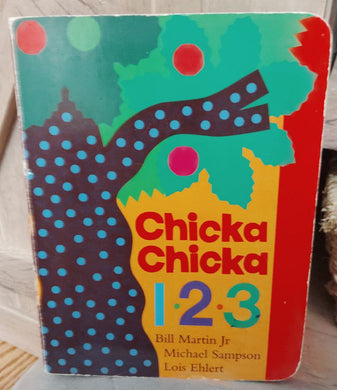 Chicka
Chicka
1·2·3
Bill Martin Jr
Michael Sampson
Lois Ehlert